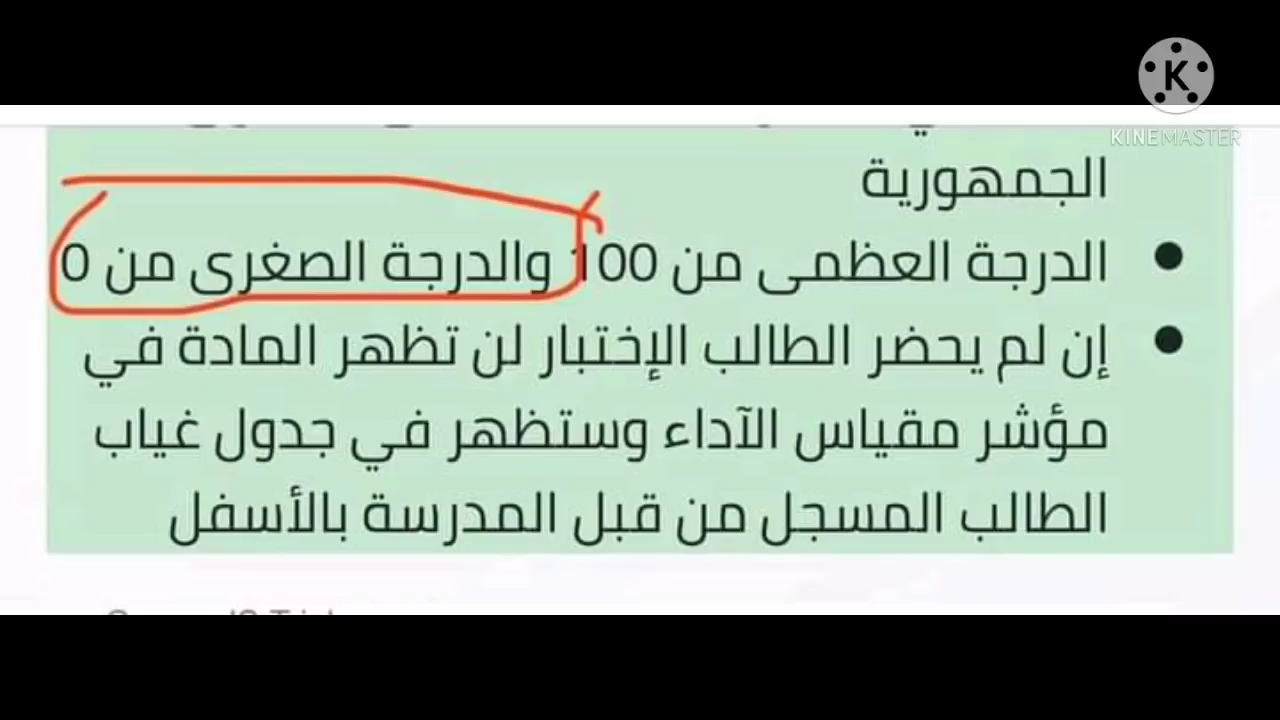 KINEMASTER
الجمهورية
الدرجة العظمى من 100 والدرجة الصغرى من 0
إن لم يحضر الطالب الإختبار لن تظهر المادة في
مؤشر مقياس الآداء وستظهر في جدول غياب
الطالب المسجل من قبل المدرسة بالأسفل